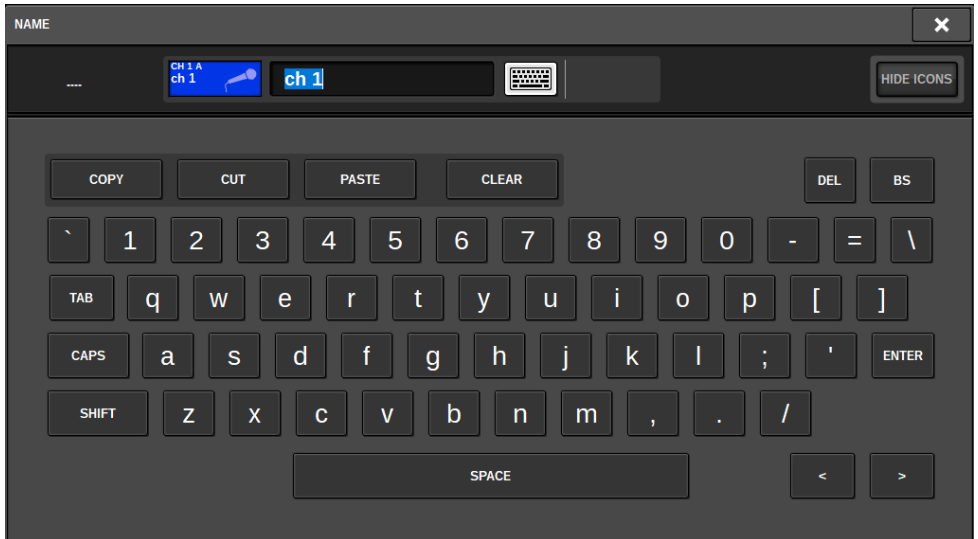 NAME ×
---- CH 1 A
ch 1 ch 1 HIDE ICONS
COPY CUT PASTE CLEAR DEL BS
` 1 2 3 4 5 6 7 8 9 0 - = \
TAB q w e r t y u i o p [ ]
CAPS a s d f g h j k l ; ' ENTER
SHIFT z x c v b n m , . /
SPACE < >